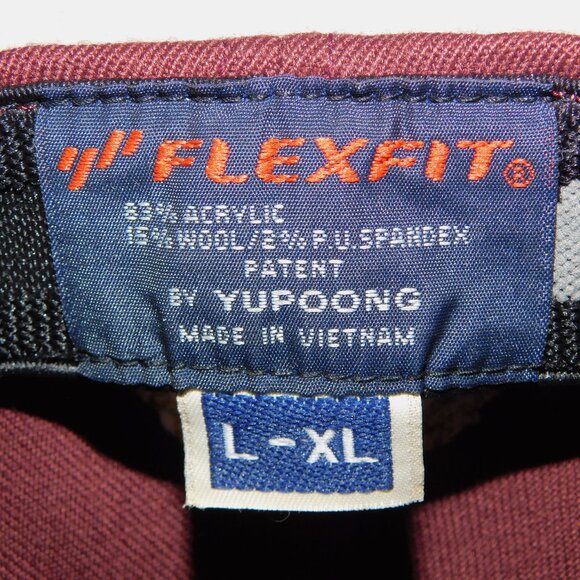 FLEXFIT®
83% ACRYLIC
15% WOOL/2% P.U.SPANDEX
PATENT
BY YUPOONG
MADE IN VIETNAM
L-XL